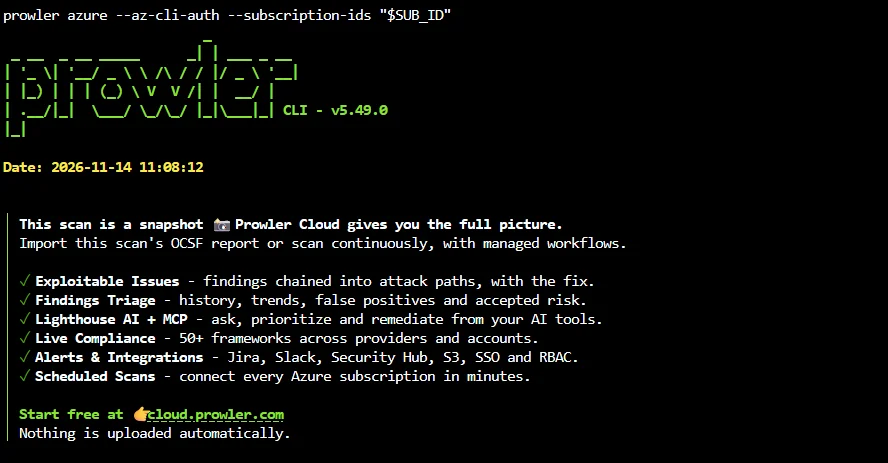 prowler azure --az-cli-auth --subscription-ids "$SUB_ID"
prowler
CLI - v5.49.0
Date: 2026-11-14 11:08:12
This scan is a snapshot 📸 Prowler Cloud gives you the full picture.
Import this scan's OCSF report or scan continuously, with managed workflows.
✓ Exploitable Issues - findings chained into attack paths, with the fix.
✓ Findings Triage - history, trends, false positives and accepted risk.
✓ Lighthouse AI + MCP - ask, prioritize and remediate from your AI tools.
✓ Live Compliance - 50+ frameworks across providers and accounts.
✓ Alerts & Integrations - Jira, Slack, Security Hub, S3, SSO and RBAC.
✓ Scheduled Scans - connect every Azure subscription in minutes.
Start free at 👉cloud.prowler.com
Nothing is uploaded automatically.